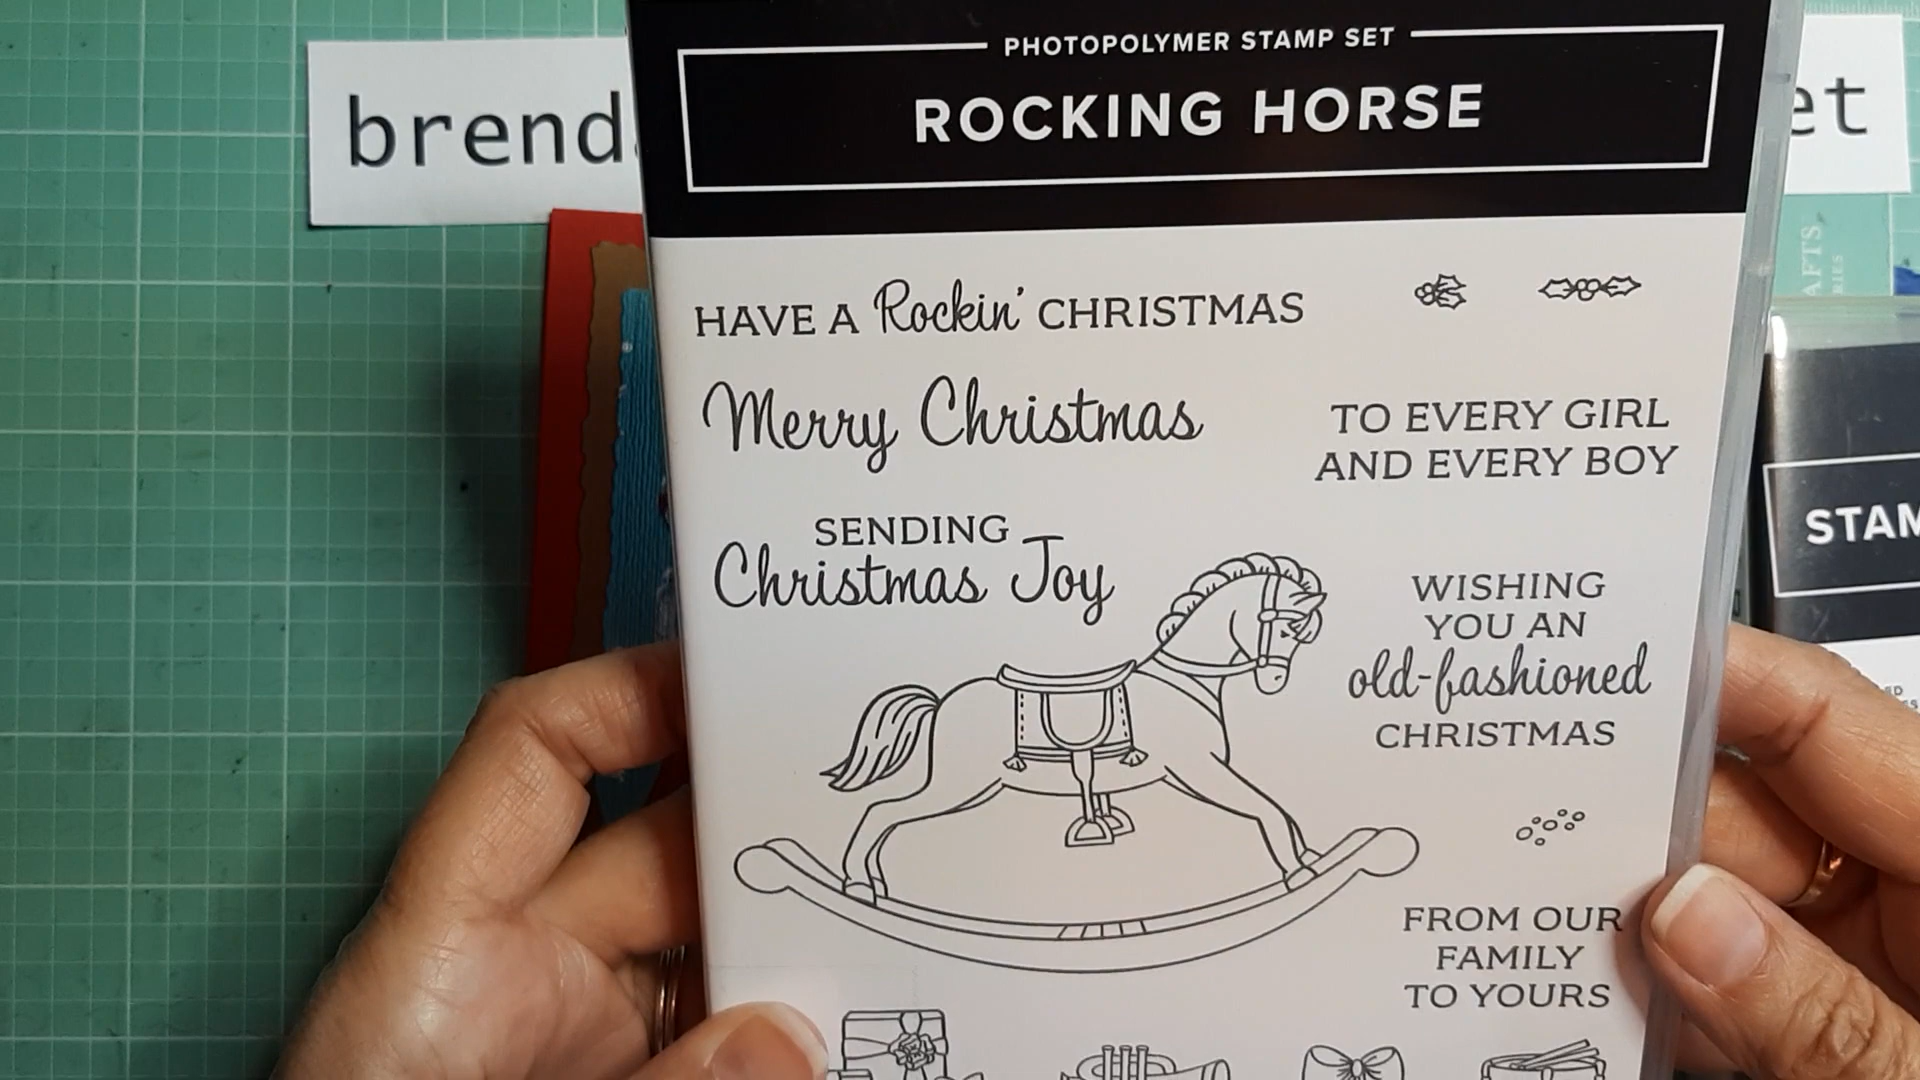 PHOTOPOLYMER STAMP SET
ROCKING HORSE
brend
et
HAVE A Rockin' CHRISTMAS
Merry Christmas
TO EVERY GIRL
AND EVERY BOY
SENDING
Christmas Joy
WISHING
YOU AN
old-fashioned
CHRISTMAS
FROM OUR
FAMILY
TO YOURS
AFTS
STAM